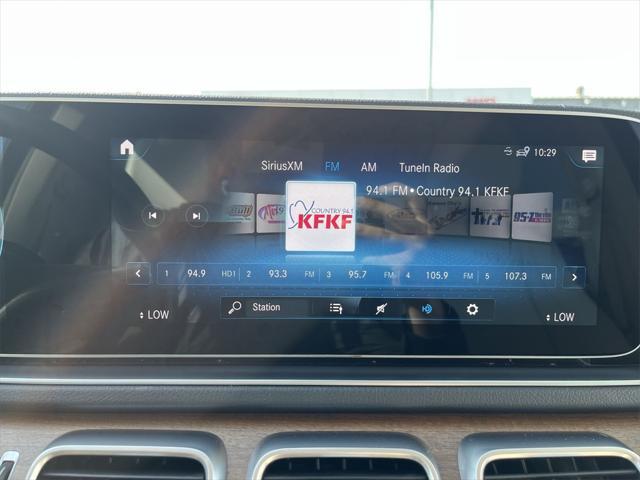 10:29
SiriusXM FM AM TuneIn Radio
94.1 FM • Country 94.1 KFKF
COUNTRY 94.1
KFKF
95.7
1 94.9 HD1 2 93.3 FM 3 95.7 FM 4 105.9 FM 5 107.3 FM
Station
LOW
LOW